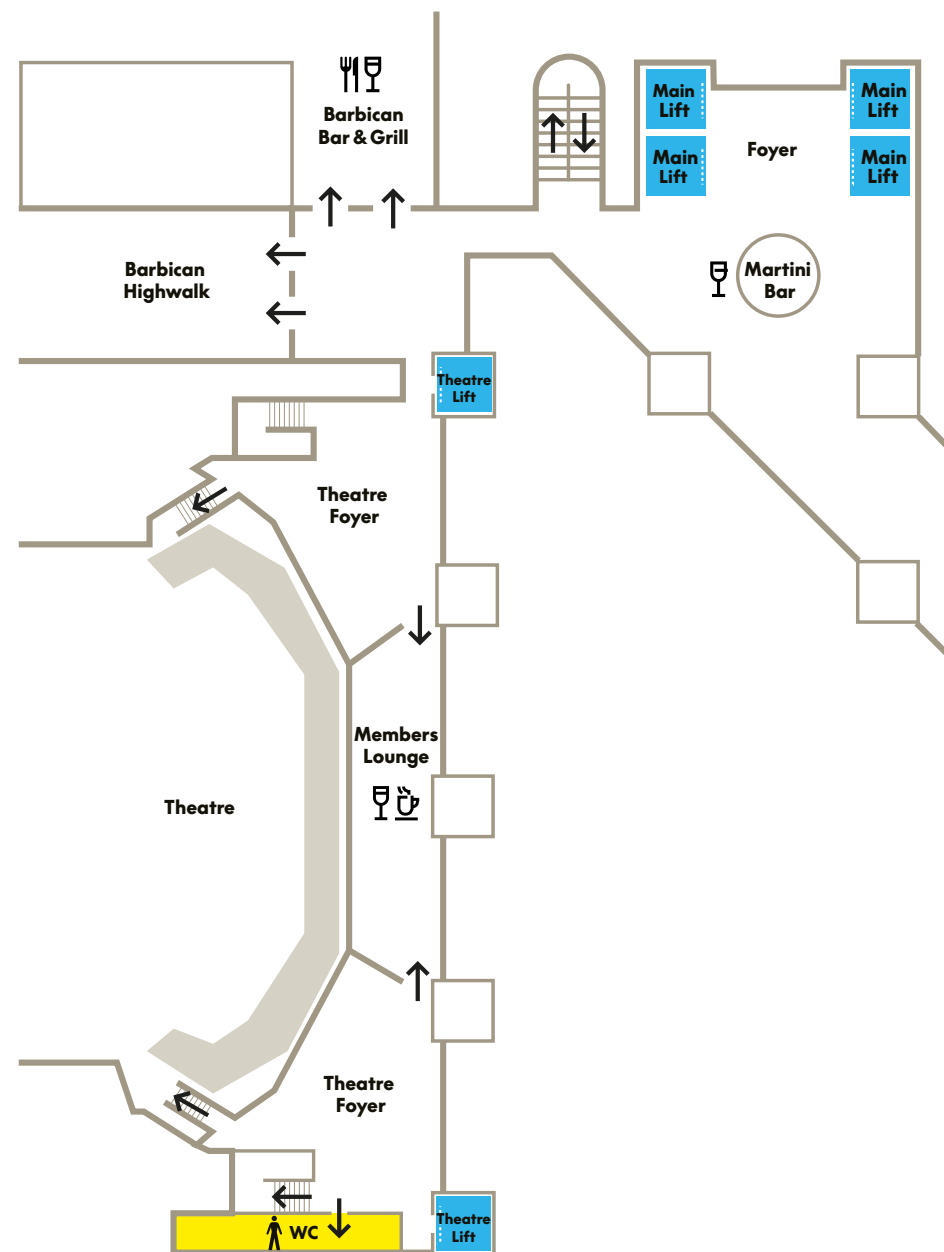 Barbican
Bar & Grill
Main
Lift
Main
Lift
Foyer
Main
Lift
Main
Lift
Barbican
Highwalk
Martini
Bar
Theatre
Lift
Theatre
Foyer
Members
Lounge
Theatre
Theatre
Foyer
WC
Theatre
Lift